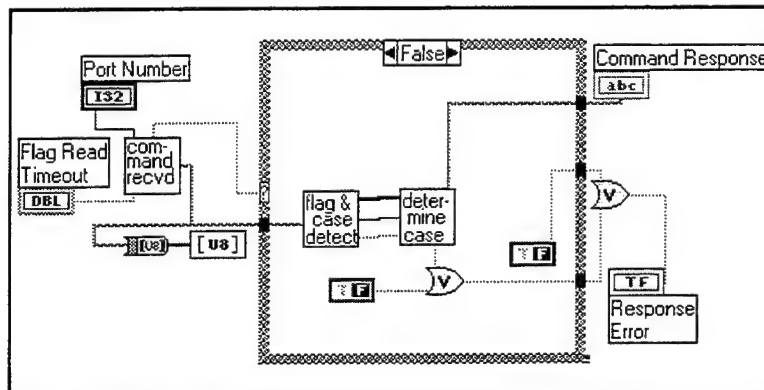 False
Port Number
I32
Command Response
abc
Flag Read
Timeout
DBL
com-
mand
recvd
?
flag &
case
detect
deter-
mine
case
[U8]
[U8]
T F
V
T F
V
TF
Response
Error